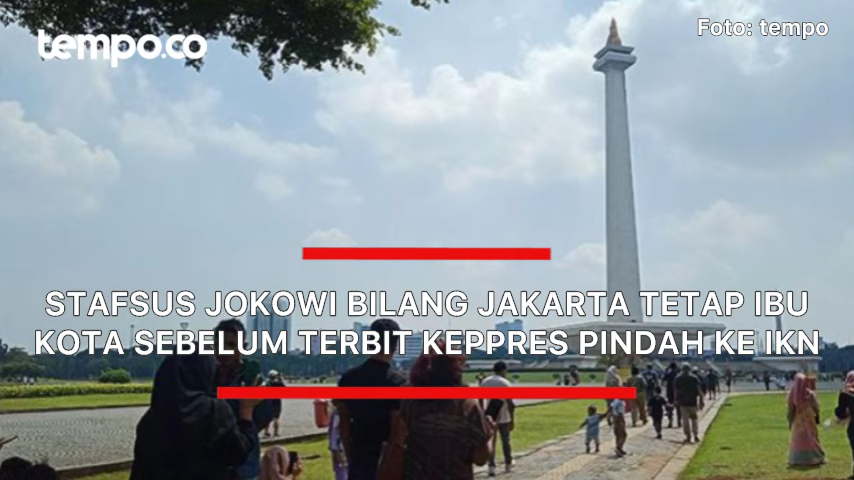 tempo.co
Foto: tempo
STAFSUS JOKOWI BILANG JAKARTA TETAP IBU
KOTA SEBELUM TERBIT KEPPRES PINDAH KE IKN